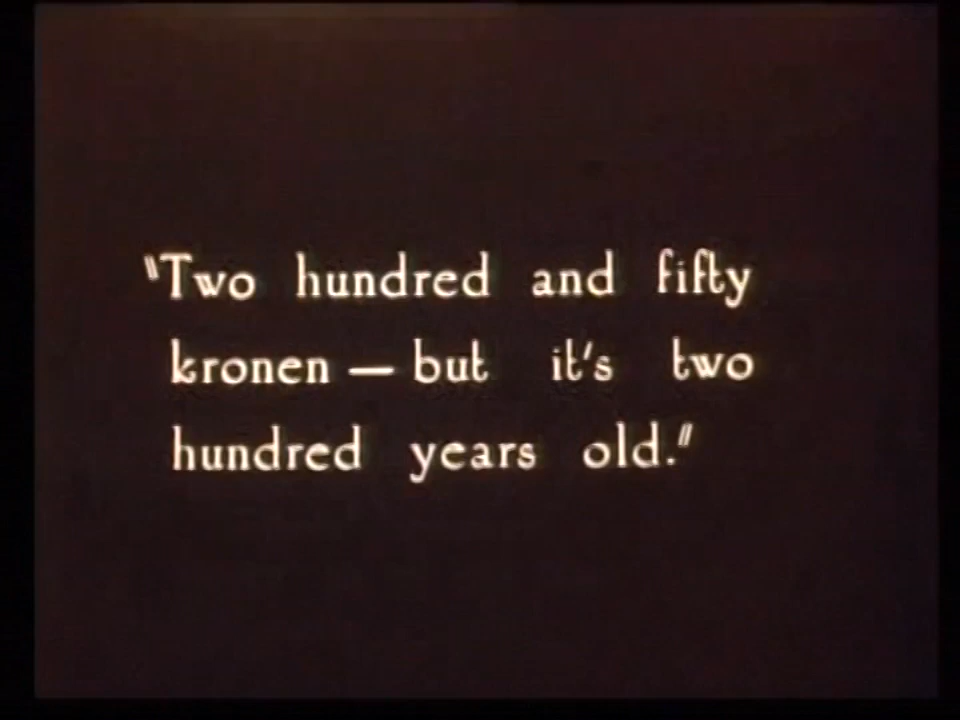 "Two hundred and fifty
kronen — but it's two
hundred years old."